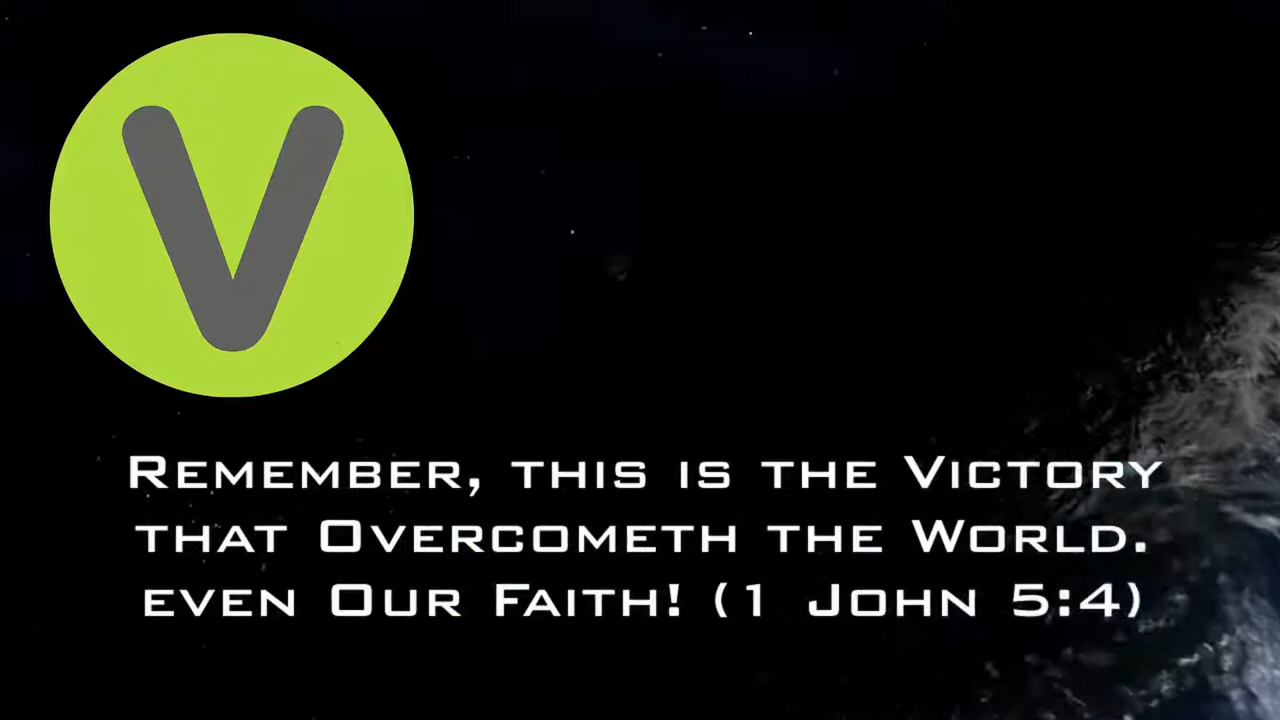 V
Remember, this is the Victory
that Overcometh the World.
even Our Faith! (1 John 5:4)